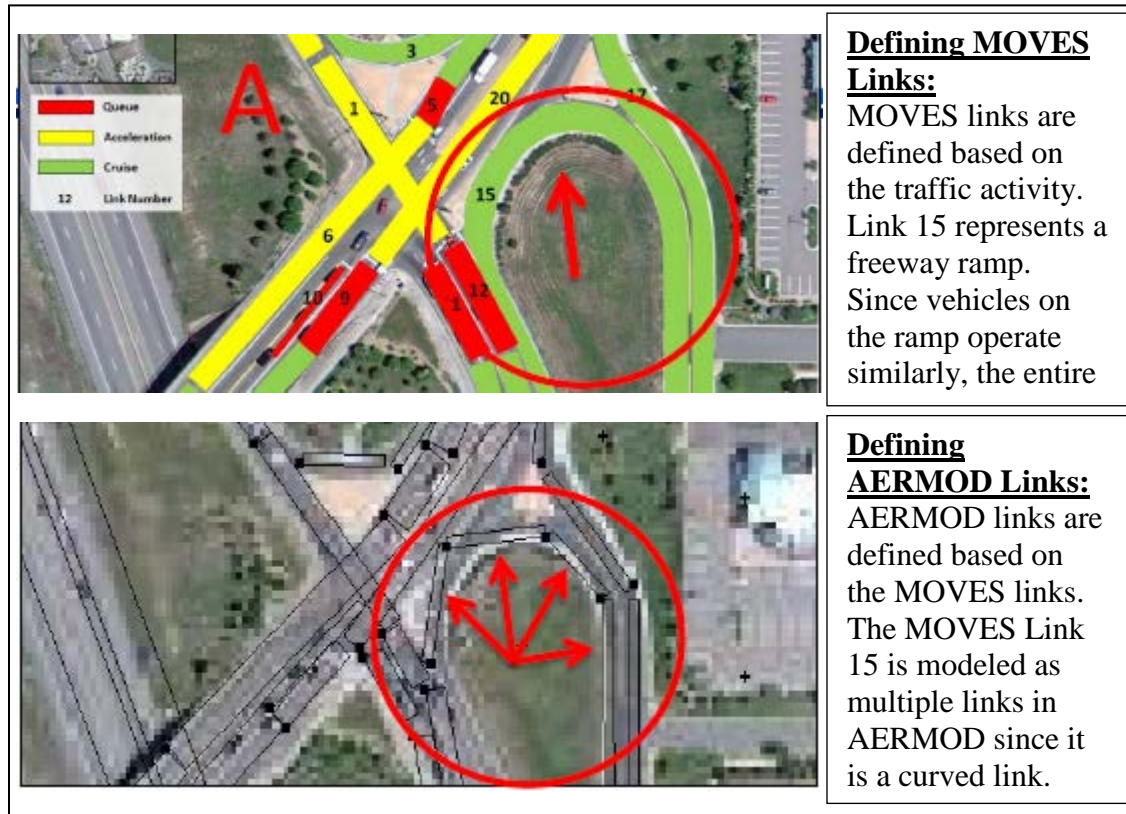 A
Queue
Acceleration
Cruise
12 Link Number
3
1
5
20
17
15
6
10
9
1
12
Defining MOVES
Links:
MOVES links are
defined based on
the traffic activity.
Link 15 represents a
freeway ramp.
Since vehicles on
the ramp operate
similarly, the entire
Defining
AERMOD Links:
AERMOD links are
defined based on
the MOVES links.
The MOVES Link
15 is modeled as
multiple links in
AERMOD since it
is a curved link.